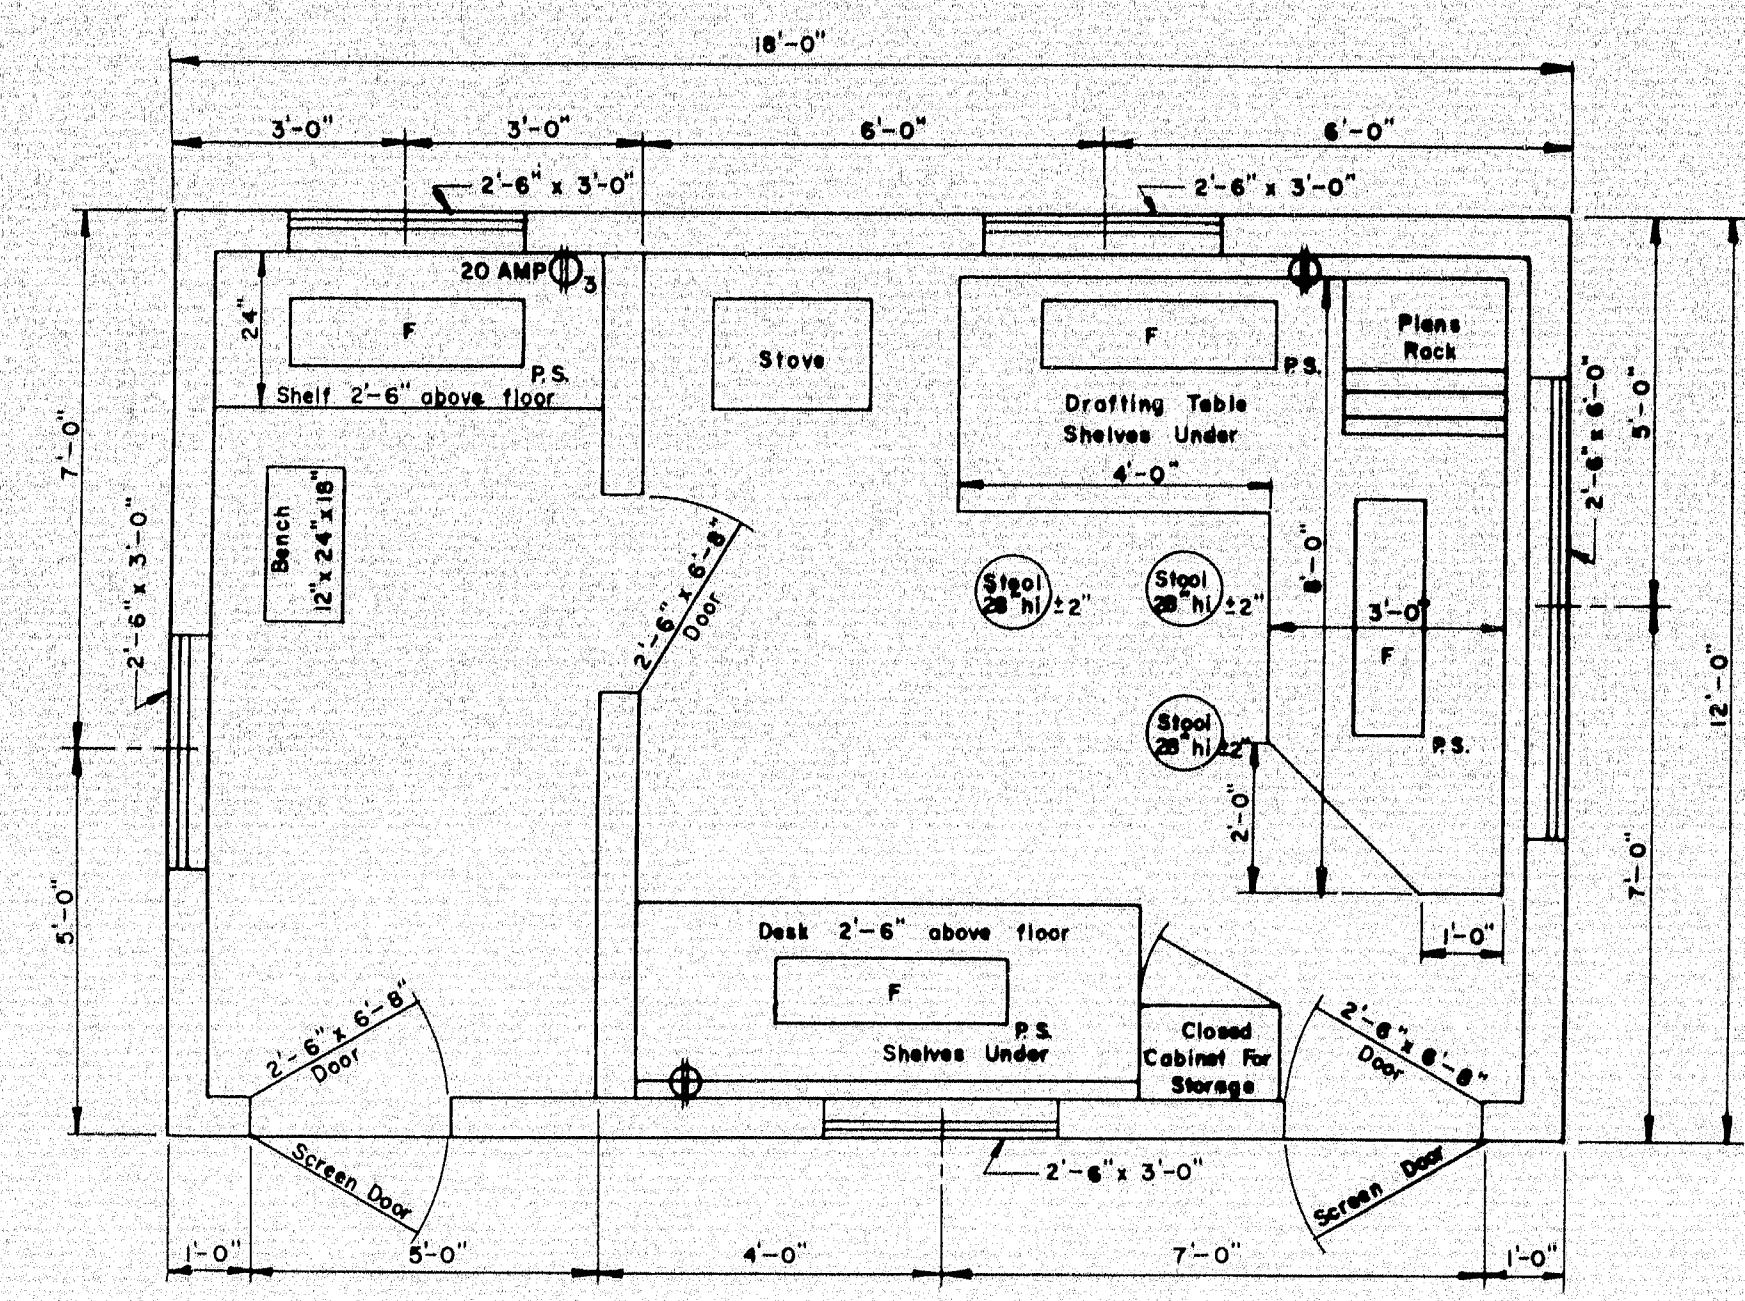 18'-0"
3'-0"
3'-0"
6'-0"
6'-0"
2'-6" x 3'-0"
2'-6" x 3'-0"
20 AMP
3
24"
F
P.S.
Shelf 2'-6" above floor
Stove
F
P.S.
Drafting Table
Shelves Under
4'-0"
Plans
Rack
2'-6" x 6'-0"
5'-0"
7'-0"
Bench
12" x 24" x 18"
2'-6" x 3'-0"
2'-6" x 6'-8"
Door
Stool
28" hi ±2"
Stool
28" hi ±2"
8'-0"
3'-0"
F
P.S.
12'-0"
Stool
28" hi ±2"
2'-0"
7'-0"
5'-0"
1'-0"
Desk 2'-6" above floor
F
P.S.
Shelves Under
Closed
Cabinet For
Storage
2'-6" x 6'-8"
Door
2'-6" x 6'-8"
Door
Screen Door
2'-6" x 3'-0"
Screen Door
1'-0"
5'-0"
4'-0"
7'-0"
1'-0"